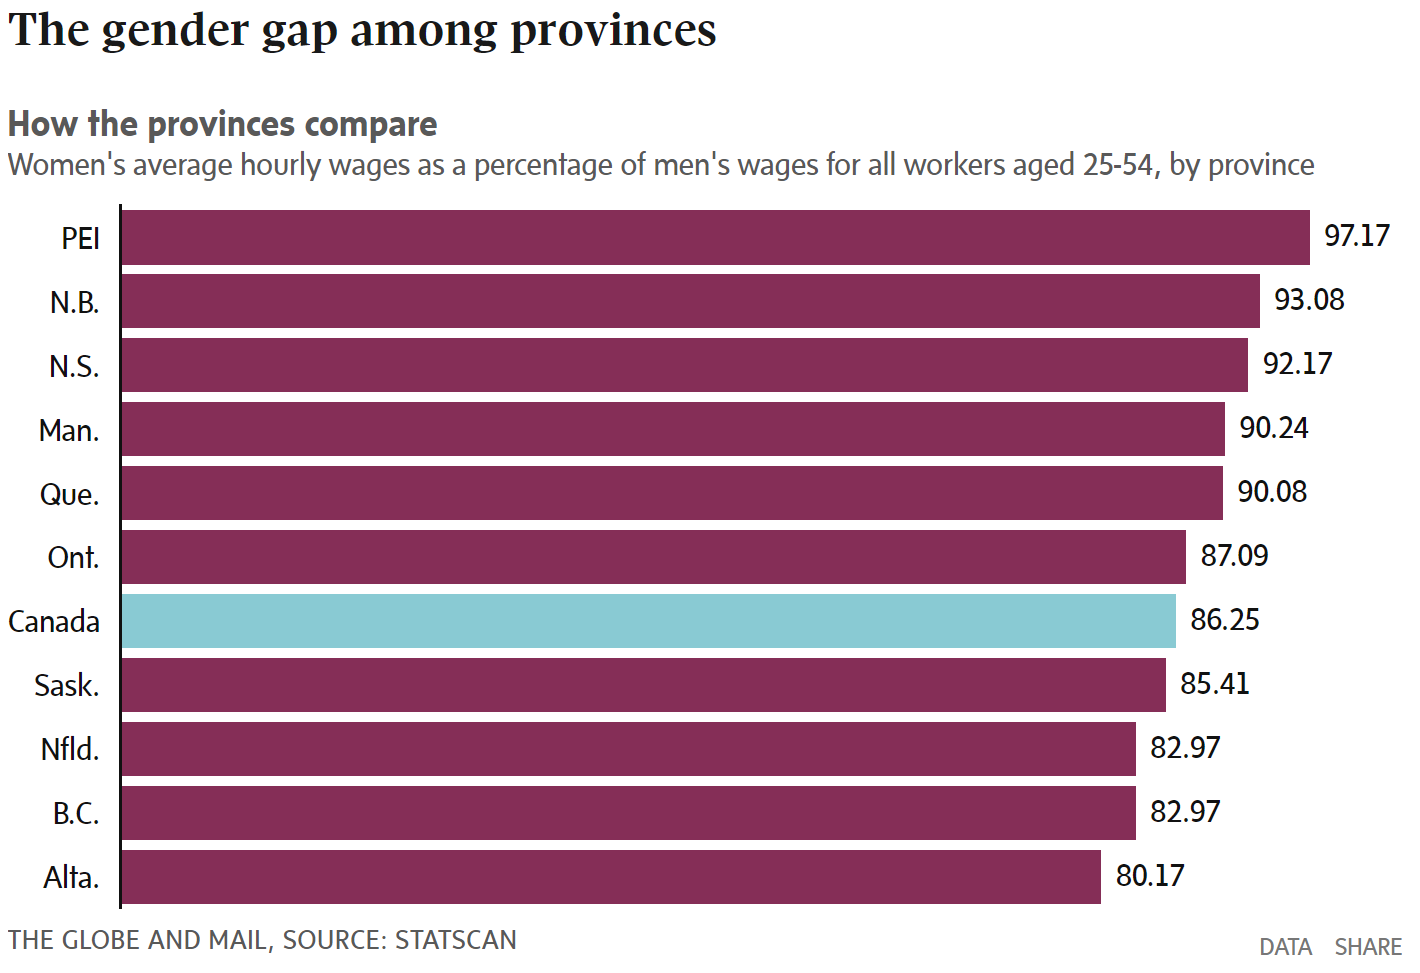 The gender gap among provinces
How the provinces compare
Women's average hourly wages as a percentage of men's wages for all workers aged 25-54, by province
PEI 97.17
N.B. 93.08
N.S. 92.17
Man. 90.24
Que. 90.08
Ont. 87.09
Canada 86.25
Sask. 85.41
Nfld. 82.97
B.C. 82.97
Alta. 80.17
THE GLOBE AND MAIL, SOURCE: STATSCAN
DATA SHARE